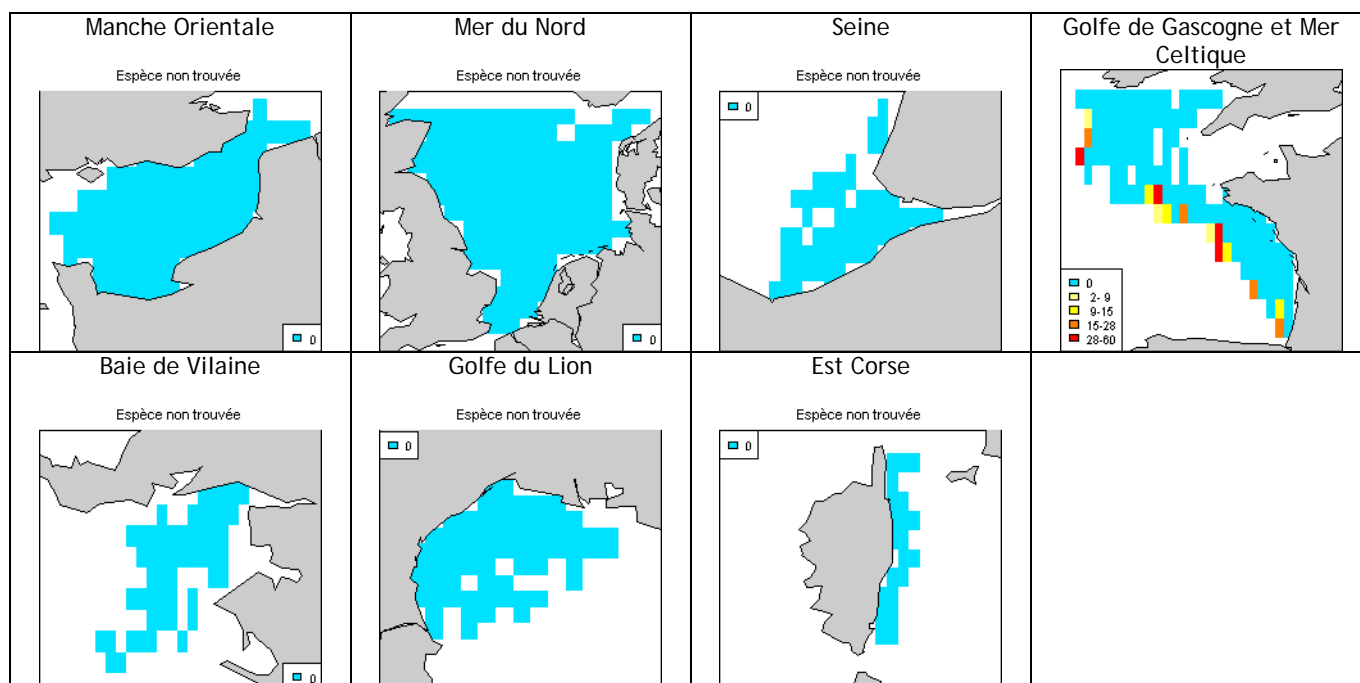 Manche Orientale
Espèce non trouvée
0
Mer du Nord
Espèce non trouvée
0
Seine
Espèce non trouvée
0
Golfe de Gascogne et Mer
Celtique
0
2- 9
9-15
15-28
28-60
Baie de Vilaine
Espèce non trouvée
0
Golfe du Lion
Espèce non trouvée
0
Est Corse
Espèce non trouvée
0